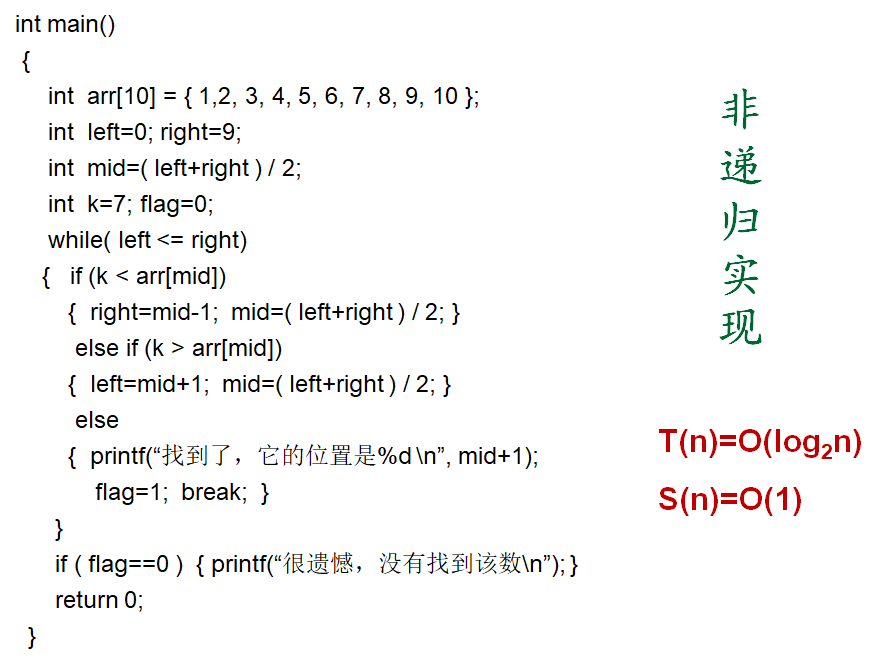 int main()
{
int arr[10] = { 1,2, 3, 4, 5, 6, 7, 8, 9, 10 };
int left=0; right=9;
int mid=( left+right ) / 2;
int k=7; flag=0;
while( left <= right)
{ if (k < arr[mid])
{ right=mid-1; mid=( left+right ) / 2; }
else if (k > arr[mid])
{ left=mid+1; mid=( left+right ) / 2; }
else
{ printf(“找到了，它的位置是%d \n”, mid+1);
flag=1; break; }
}
if ( flag==0 ) { printf(“很遗憾，没有找到该数\n”); }
return 0;
}
非递归实现
T(n)=O(log₂n)
S(n)=O(1)